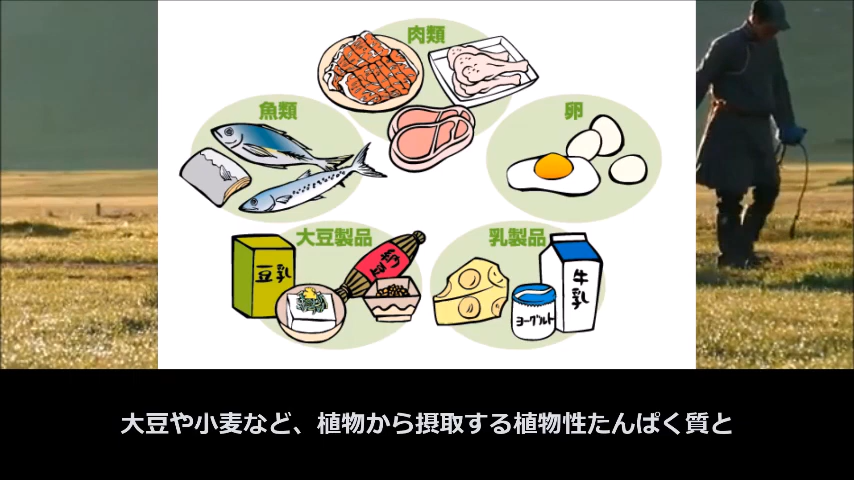 肉類
魚類
卵
大豆製品
乳製品
豆乳
牛乳
ヨーグルト
大豆や小麦など、植物から摂取する植物性たんぱく質と